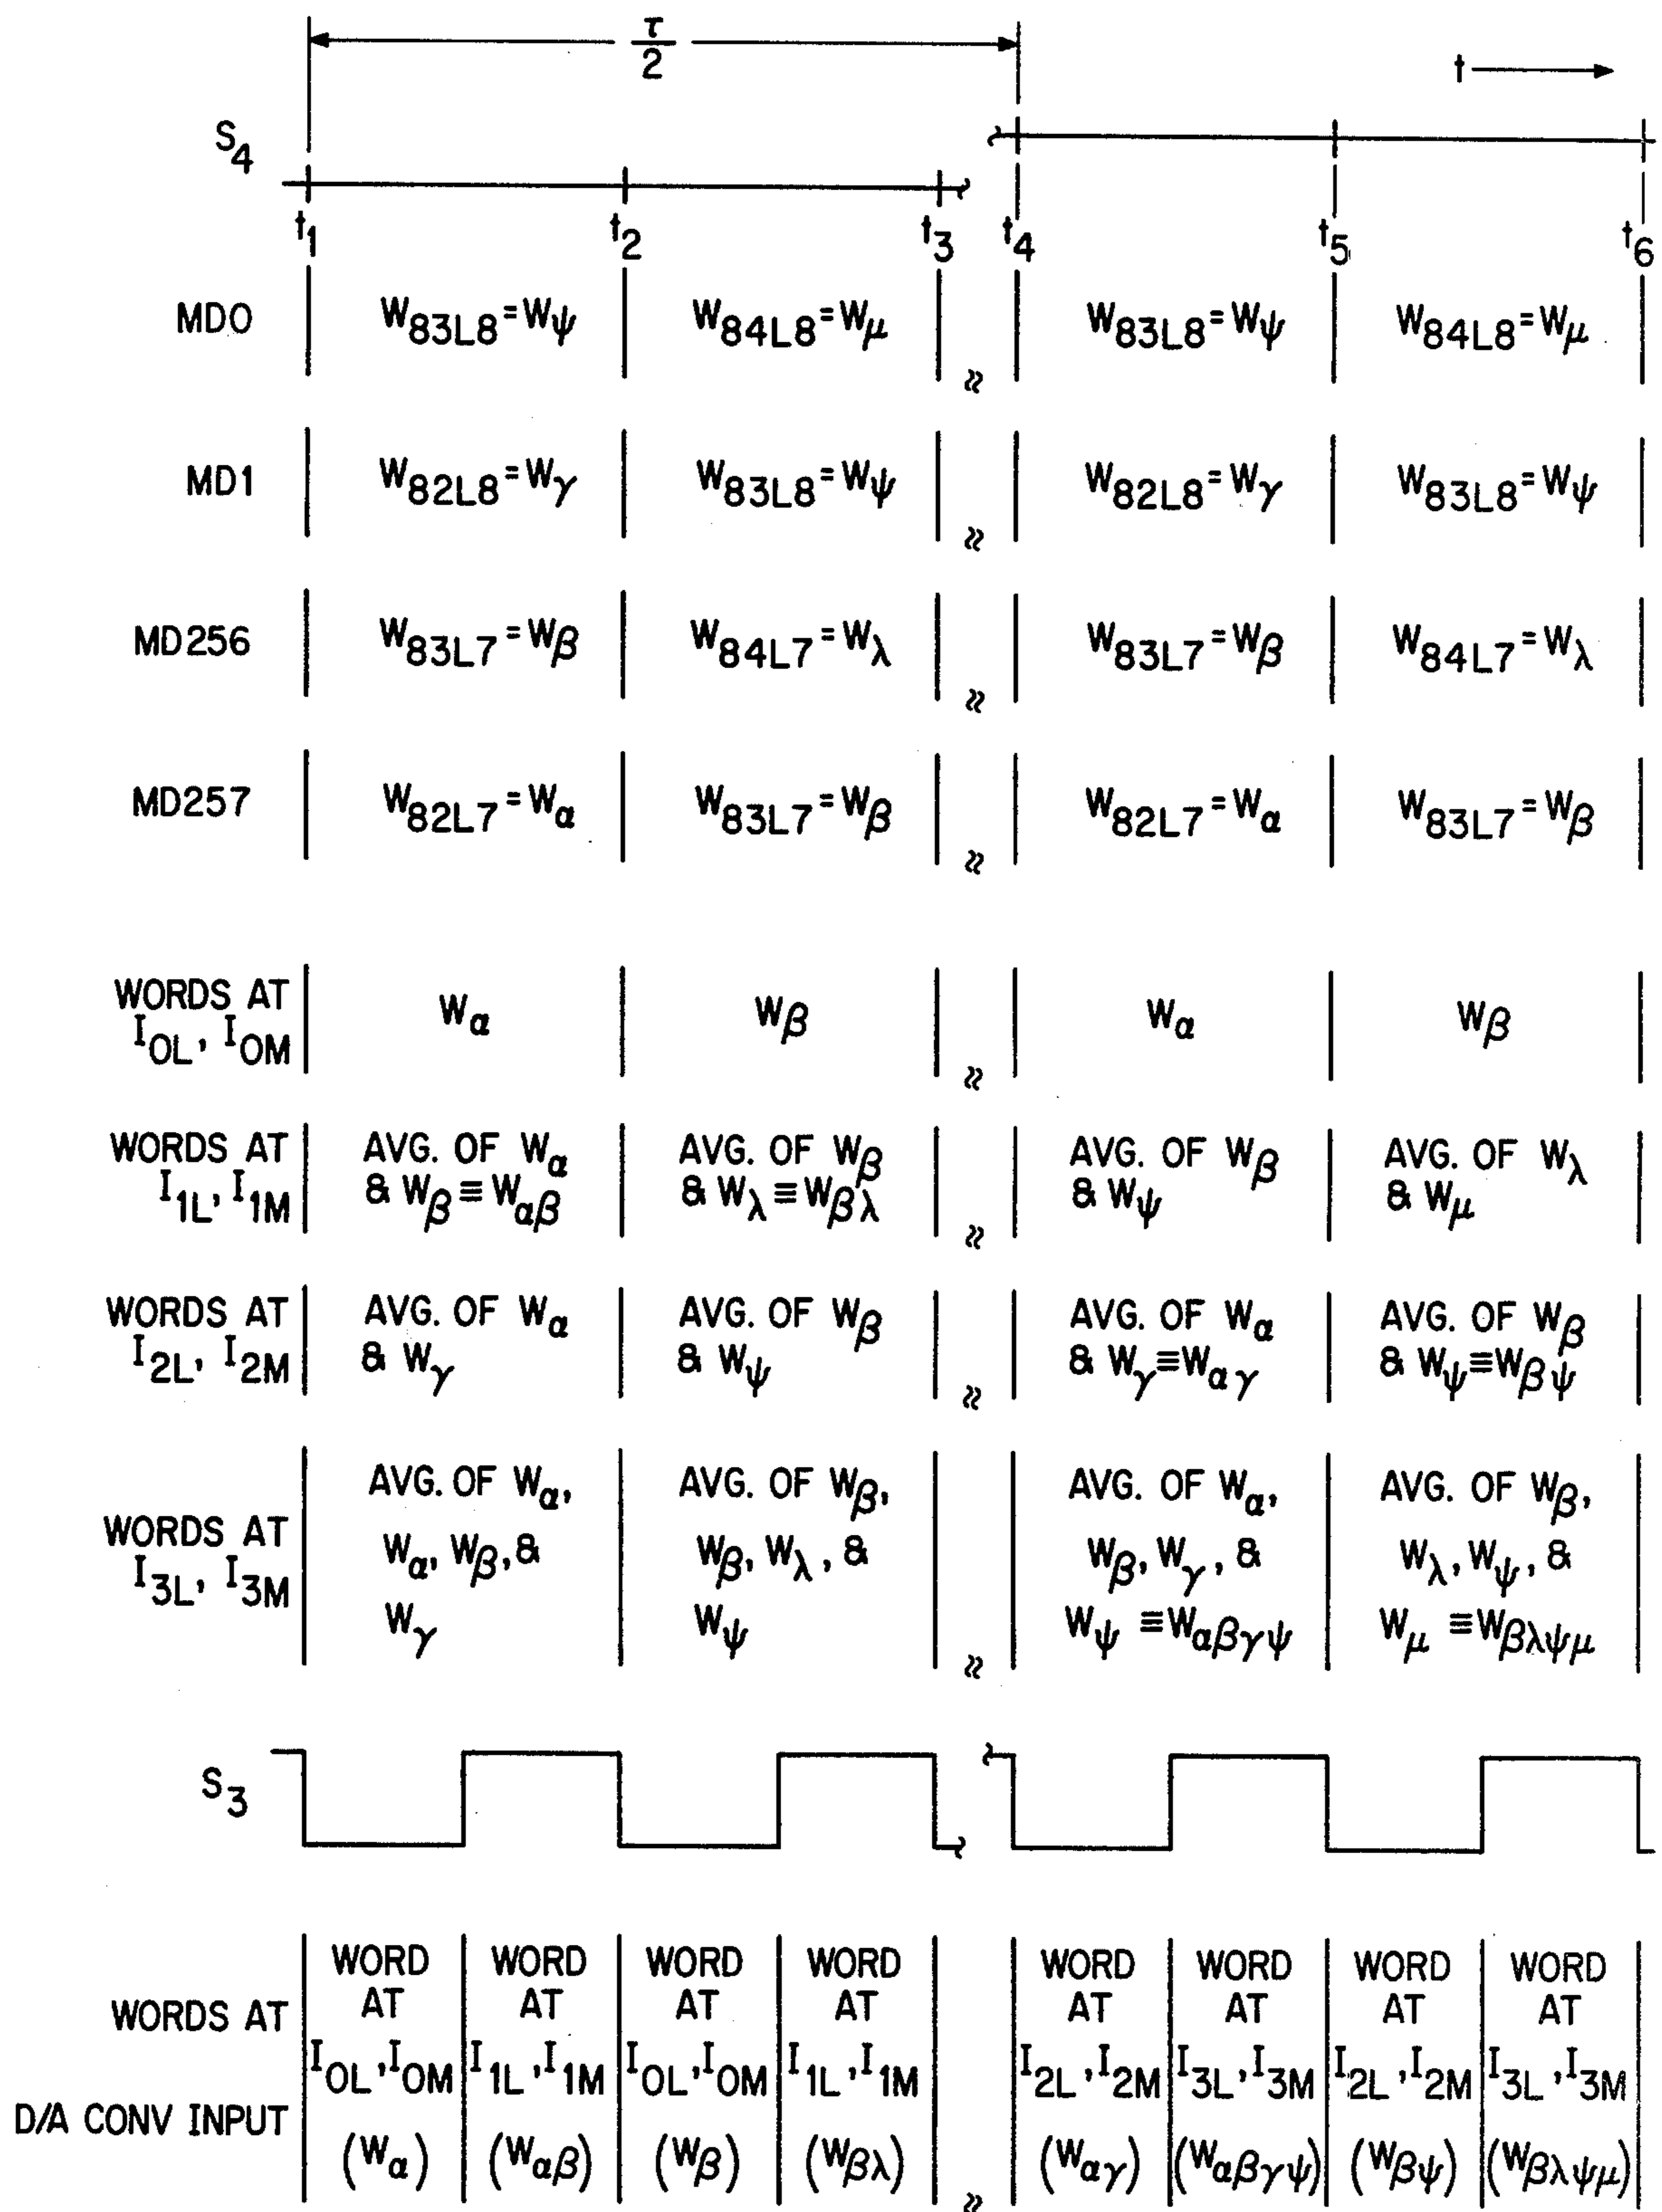 τ/2
t
S4
t1 t2 t3 t4 t5 t6
MD0 W83L8=Wψ W84L8=Wμ W83L8=Wψ W84L8=Wμ
MD1 W82L8=Wγ W83L8=Wψ W82L8=Wγ W83L8=Wψ
MD256 W83L7=Wβ W84L7=Wλ W83L7=Wβ W84L7=Wλ
MD257 W82L7=Wα W83L7=Wβ W82L7=Wα W83L7=Wβ
WORDS AT
I0L, I0M Wα Wβ Wα Wβ
WORDS AT AVG. OF Wα AVG. OF Wβ AVG. OF Wβ AVG. OF Wλ
I1L, I1M & Wβ≡Wαβ & Wλ≡Wβλ & Wψ & Wμ
WORDS AT AVG. OF Wα AVG. OF Wβ AVG. OF Wα AVG. OF Wβ
I2L, I2M & Wγ & Wψ & Wγ≡Wαγ & Wψ≡Wβψ
AVG. OF Wα, AVG. OF Wβ, AVG. OF Wα, AVG. OF Wβ,
WORDS AT Wα, Wβ, & Wβ, Wλ, & Wβ, Wγ, & Wλ, Wψ, &
I3L, I3M Wγ Wψ Wψ ≡Wαβγψ Wμ ≡Wβλψμ
S3
WORD WORD WORD WORD WORD WORD WORD WORD
WORDS AT AT AT AT AT AT AT AT AT
I0L,I0M I1L,I1M I0L,I0M I1L,I1M I2L,I2M I3L,I3M I2L,I2M I3L,I3M
D/A CONV INPUT (Wα) (Wαβ) (Wβ) (Wβλ) (Wαγ) (Wαβγψ) (Wβψ) (Wβλψμ)